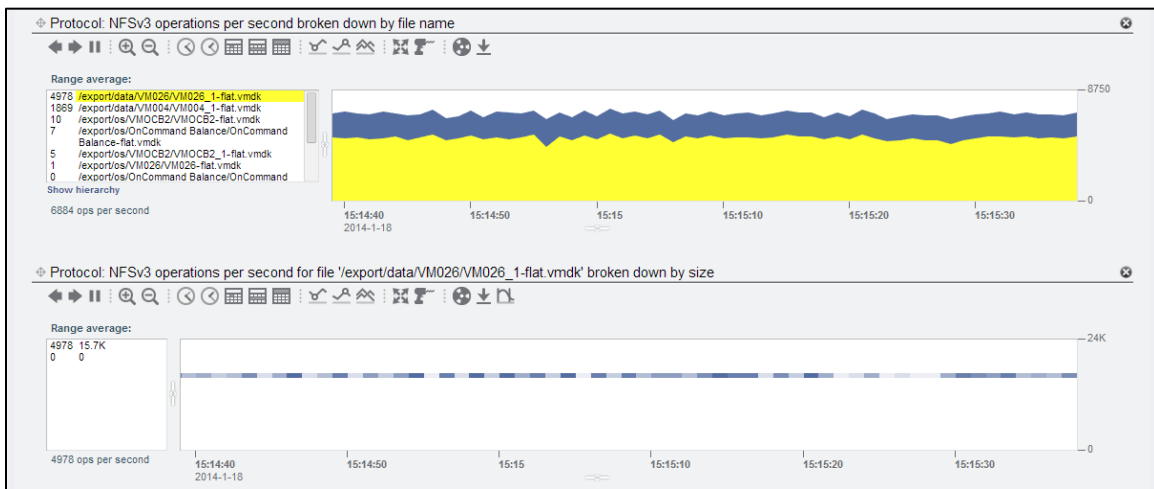 Protocol: NFSv3 operations per second broken down by file name
Range average:
4978 /export/data/VM026/VM026_1-flat.vmdk
1869 /export/data/VM004/VM004_1-flat.vmdk
10 /export/os/VMOCB2/VMOCB2-flat.vmdk
7 /export/os/OnCommand Balance/OnCommand
Balance-flat.vmdk
5 /export/os/VMOCB2/VMOCB2_1-flat.vmdk
1 /export/os/VM026/VM026-flat.vmdk
0 /export/os/OnCommand Balance/OnCommand
Show hierarchy
6884 ops per second
8750
0
15:14:40 15:14:50 15:15 15:15:10 15:15:20 15:15:30
2014-1-18
Protocol: NFSv3 operations per second for file '/export/data/VM026/VM026_1-flat.vmdk' broken down by size
Range average:
4978 15.7K
0 0
4978 ops per second
24K
0
15:14:40 15:14:50 15:15 15:15:10 15:15:20 15:15:30
2014-1-18